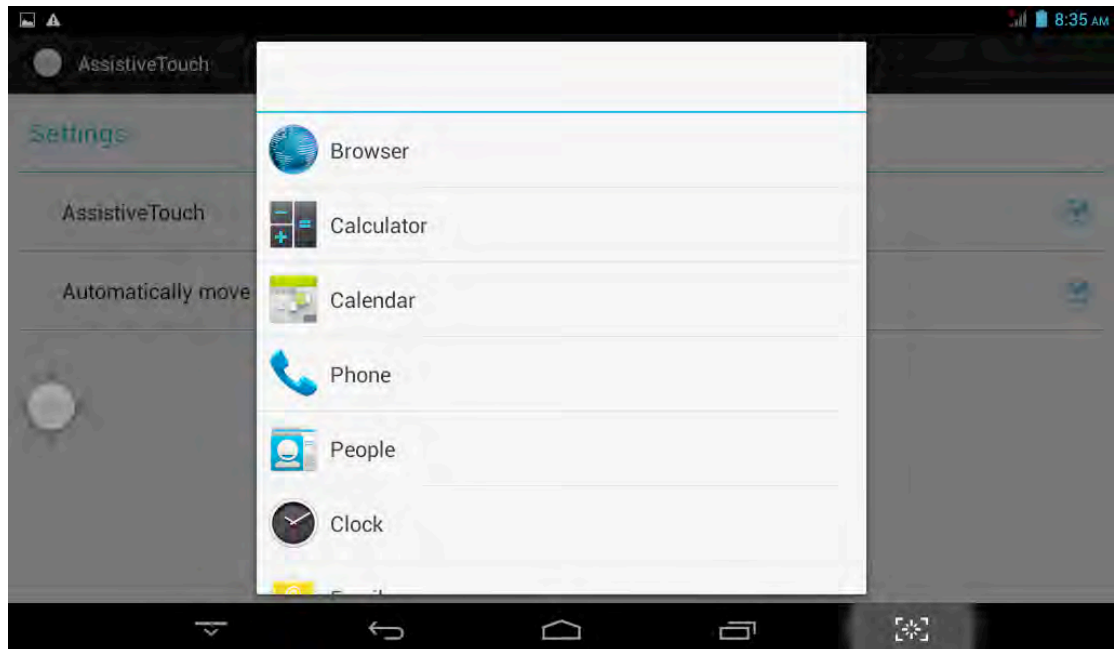 8:35 AM
AssistiveTouch
Settings
AssistiveTouch
Automatically move
Browser
Calculator
Calendar
Phone
People
Clock